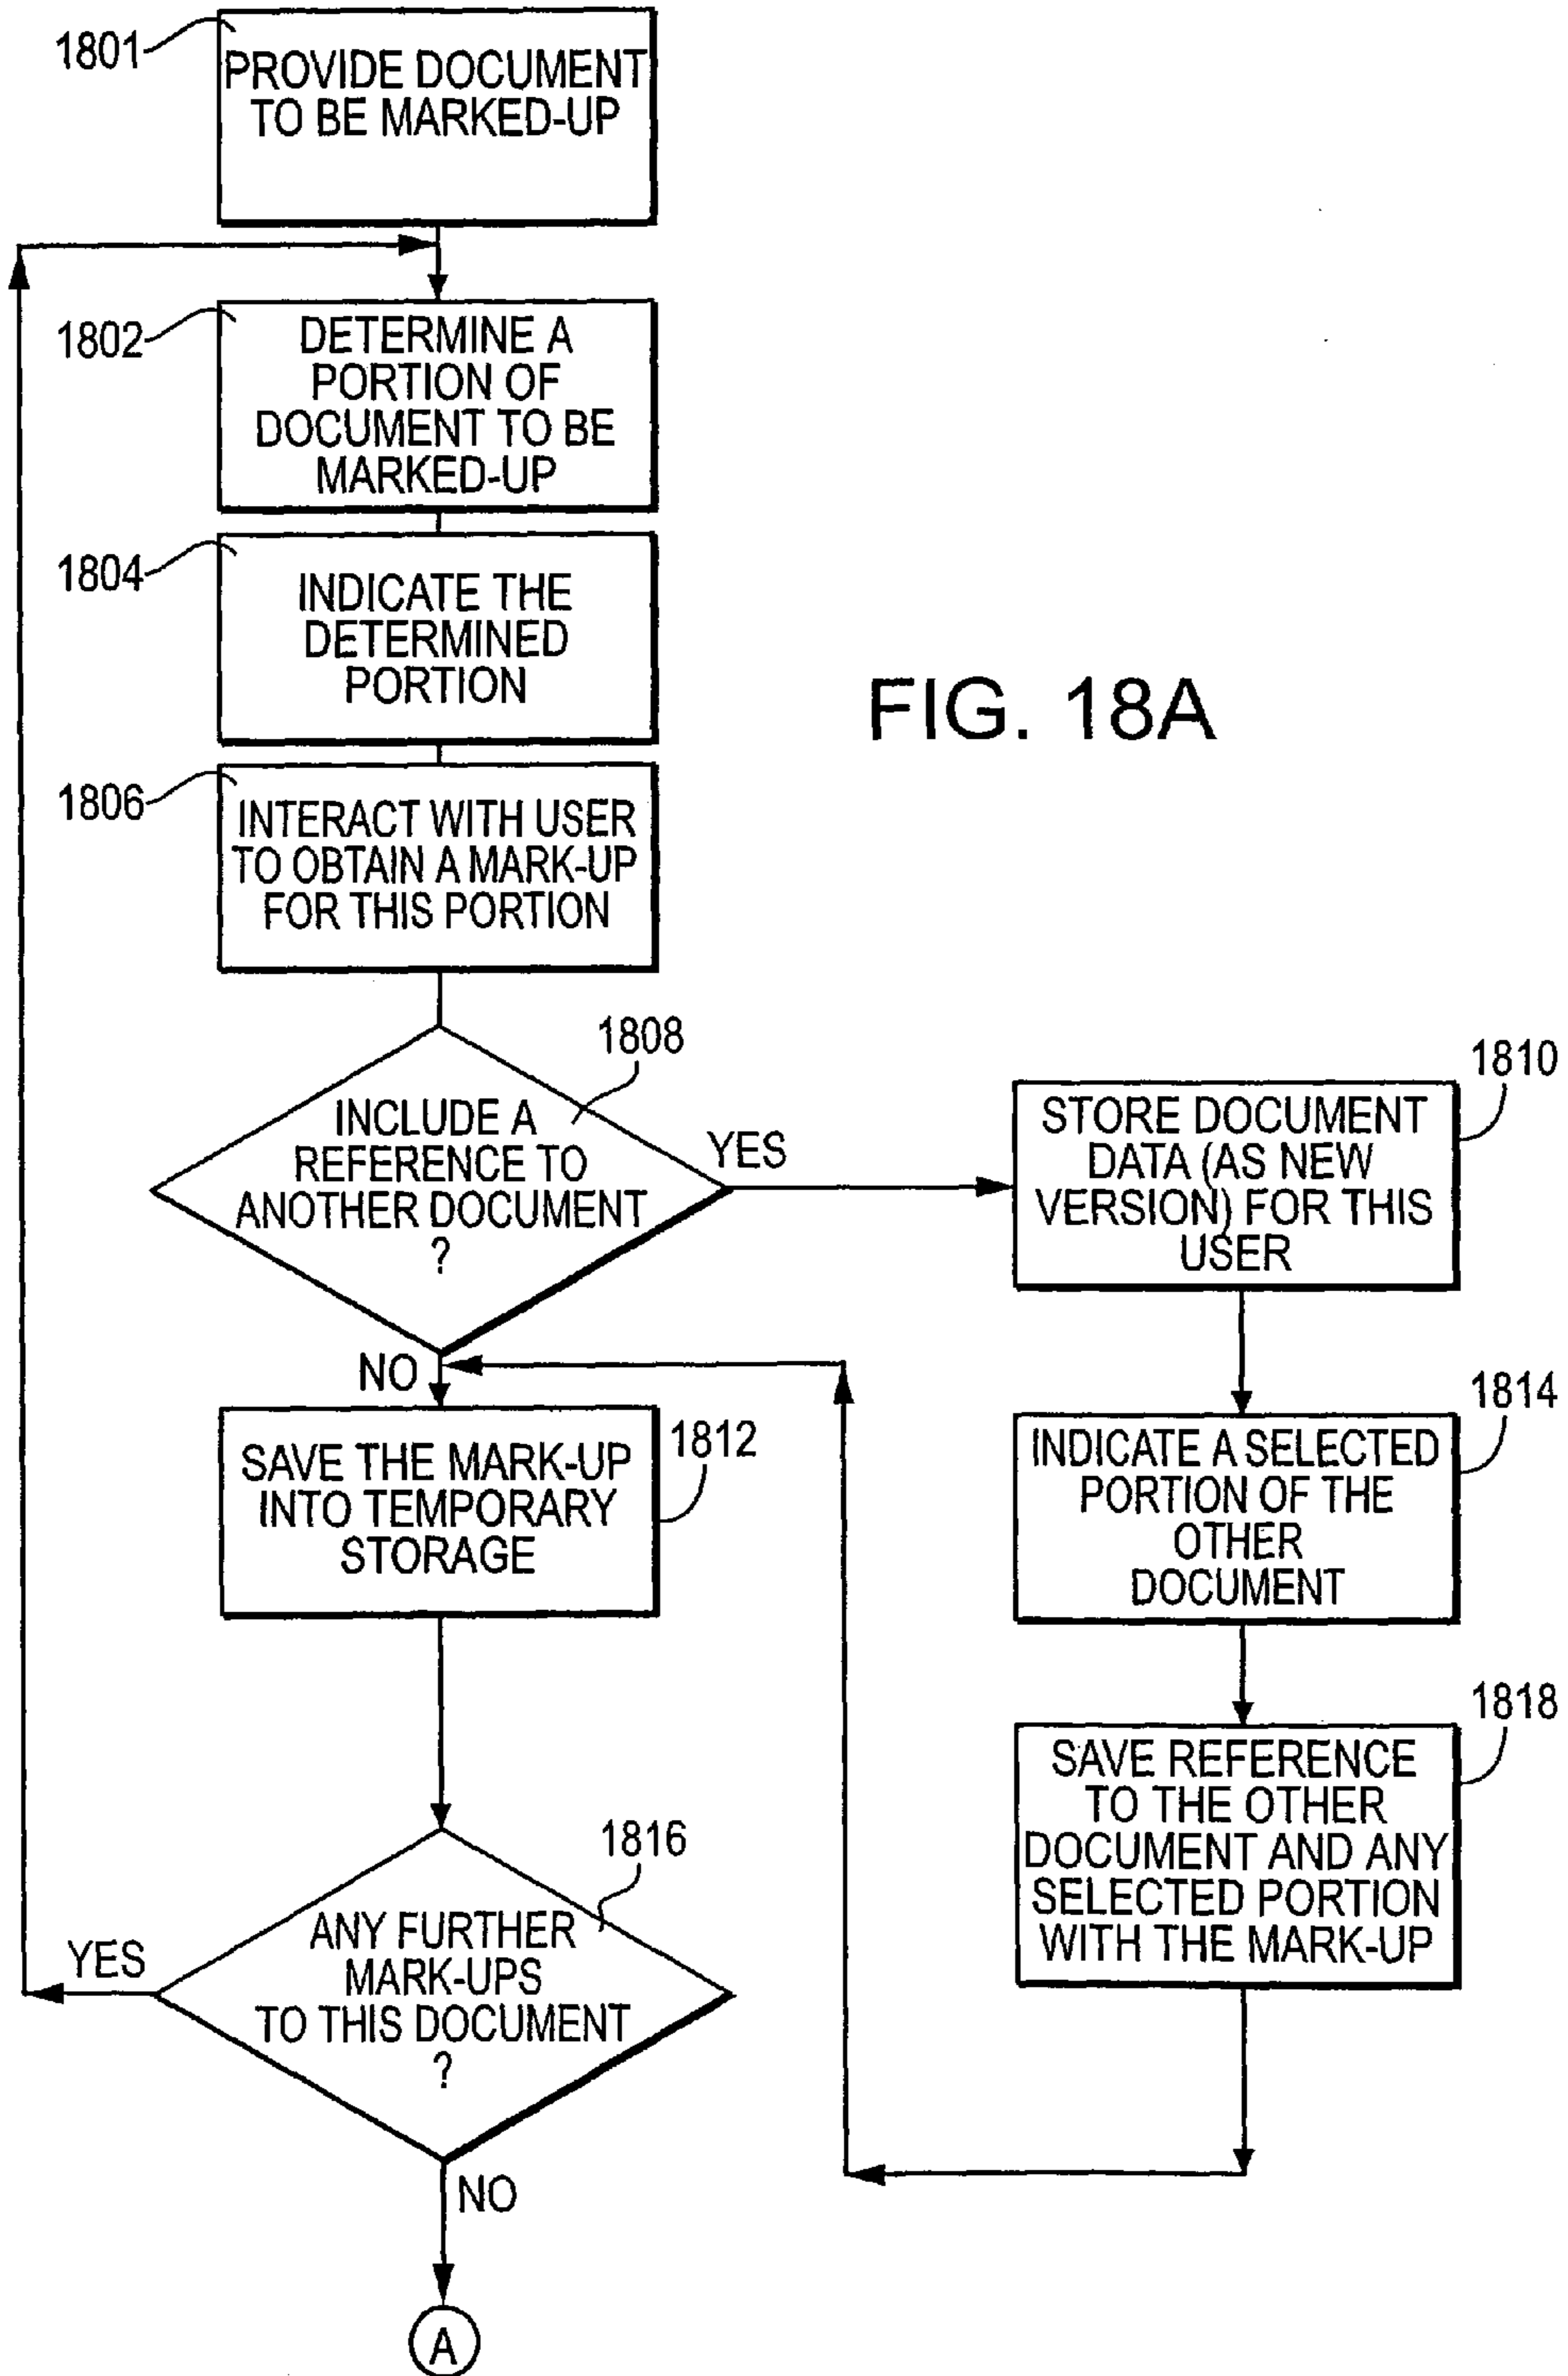 1801
PROVIDE DOCUMENT
TO BE MARKED-UP
1802
DETERMINE A
PORTION OF
DOCUMENT TO BE
MARKED-UP
1804
INDICATE THE
DETERMINED
PORTION
FIG. 18A
1806
INTERACT WITH USER
TO OBTAIN A MARK-UP
FOR THIS PORTION
1808
INCLUDE A
REFERENCE TO
ANOTHER DOCUMENT
?
YES
NO
1810
STORE DOCUMENT
DATA (AS NEW
VERSION) FOR THIS
USER
1812
SAVE THE MARK-UP
INTO TEMPORARY
STORAGE
1814
INDICATE A SELECTED
PORTION OF THE
OTHER
DOCUMENT
1818
SAVE REFERENCE
TO THE OTHER
DOCUMENT AND ANY
SELECTED PORTION
WITH THE MARK-UP
1816
ANY FURTHER
MARK-UPS
TO THIS DOCUMENT
?
YES
NO
A